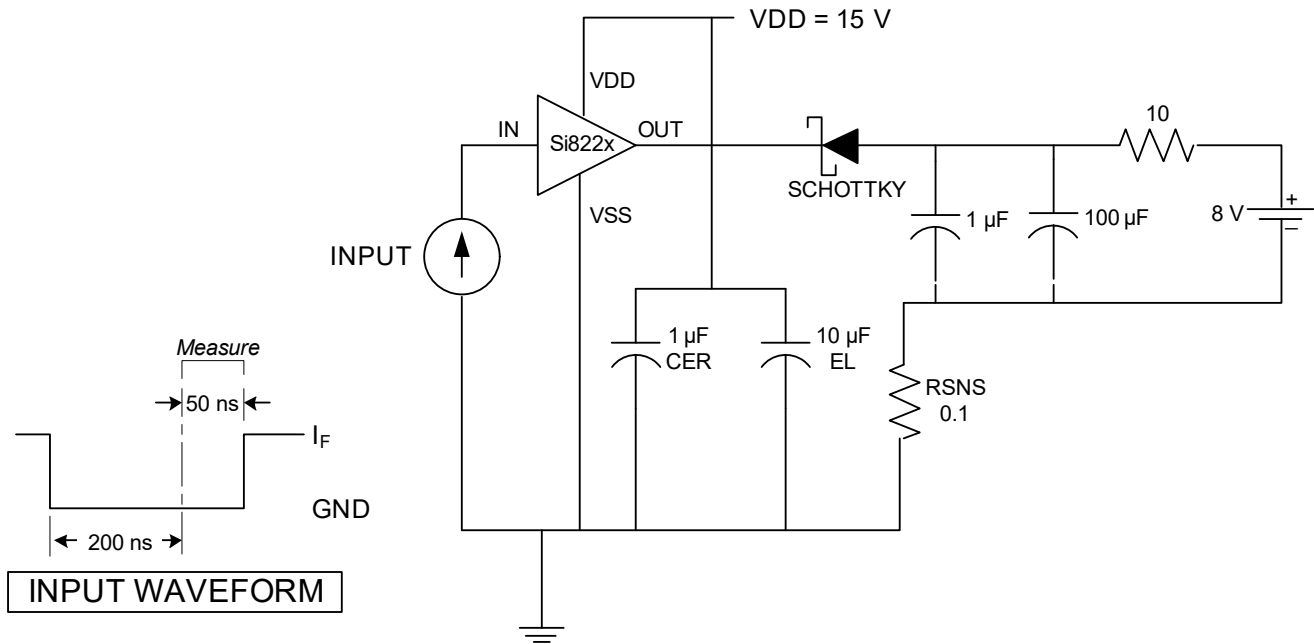 VDD = 15 V
VDD
10
IN
OUT
Si822x
SCHOTTKY
1 µF
100 µF
8 V
+
–
VSS
INPUT
1 µF
CER
10 µF
EL
RSNS
0.1
Measure
50 ns
IF
GND
200 ns
INPUT WAVEFORM